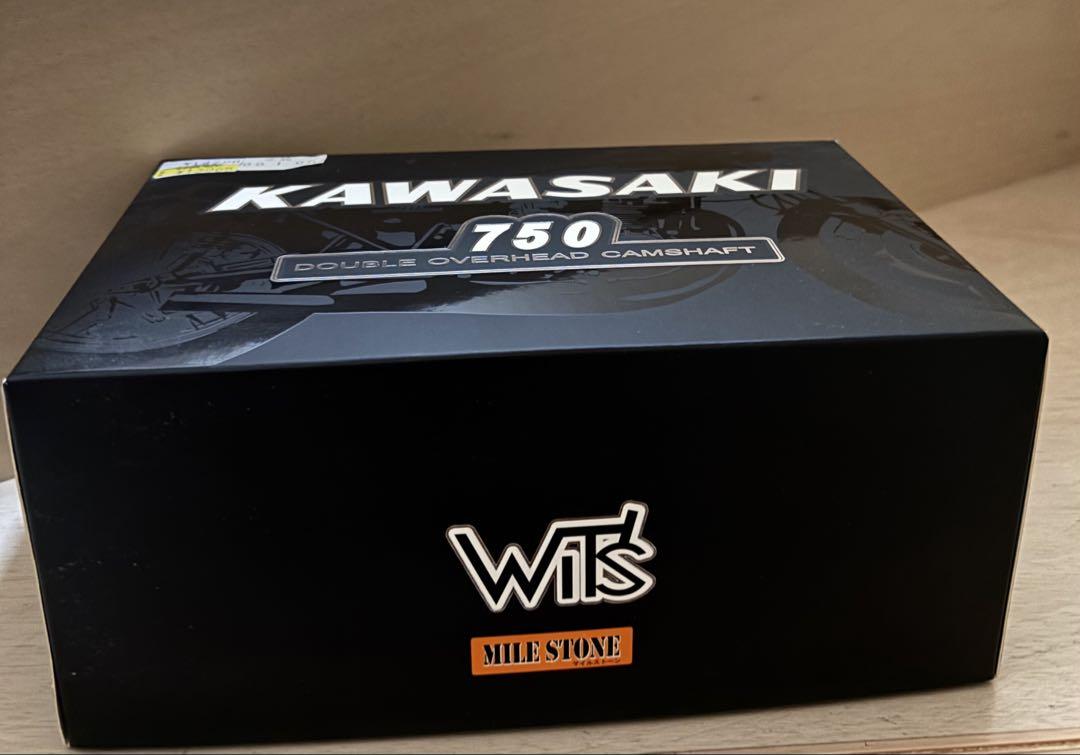 KAWASAKI
750
DOUBLE OVERHEAD CAMSHAFT
WiT'S
MILE STONE
マイルストーン